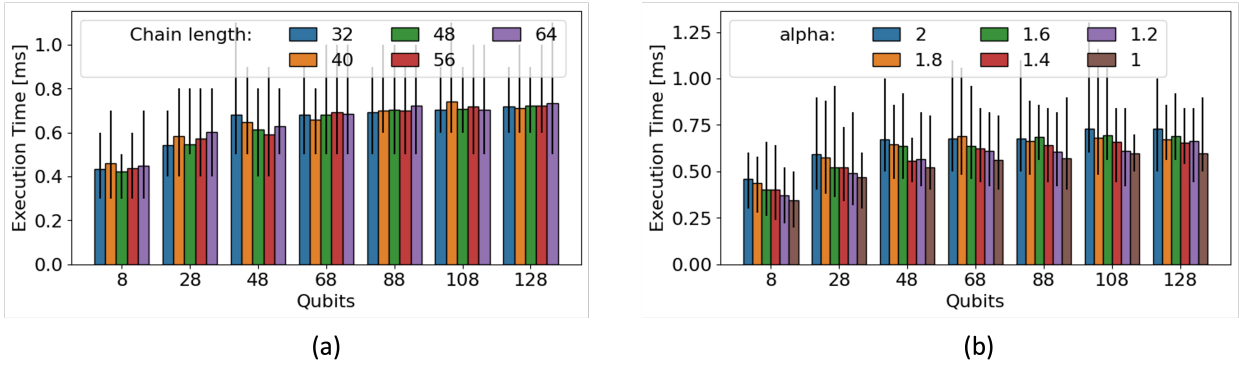 Chain length: 32 48 64
40 56
1.0
0.8
0.6
0.4
0.2
0.0
Execution Time [ms]
8 28 48 68 88 108 128
Qubits
(a)
alpha: 2 1.6 1.2
1.8 1.4 1
1.25
1.00
0.75
0.50
0.25
0.00
Execution Time [ms]
8 28 48 68 88 108 128
Qubits
(b)